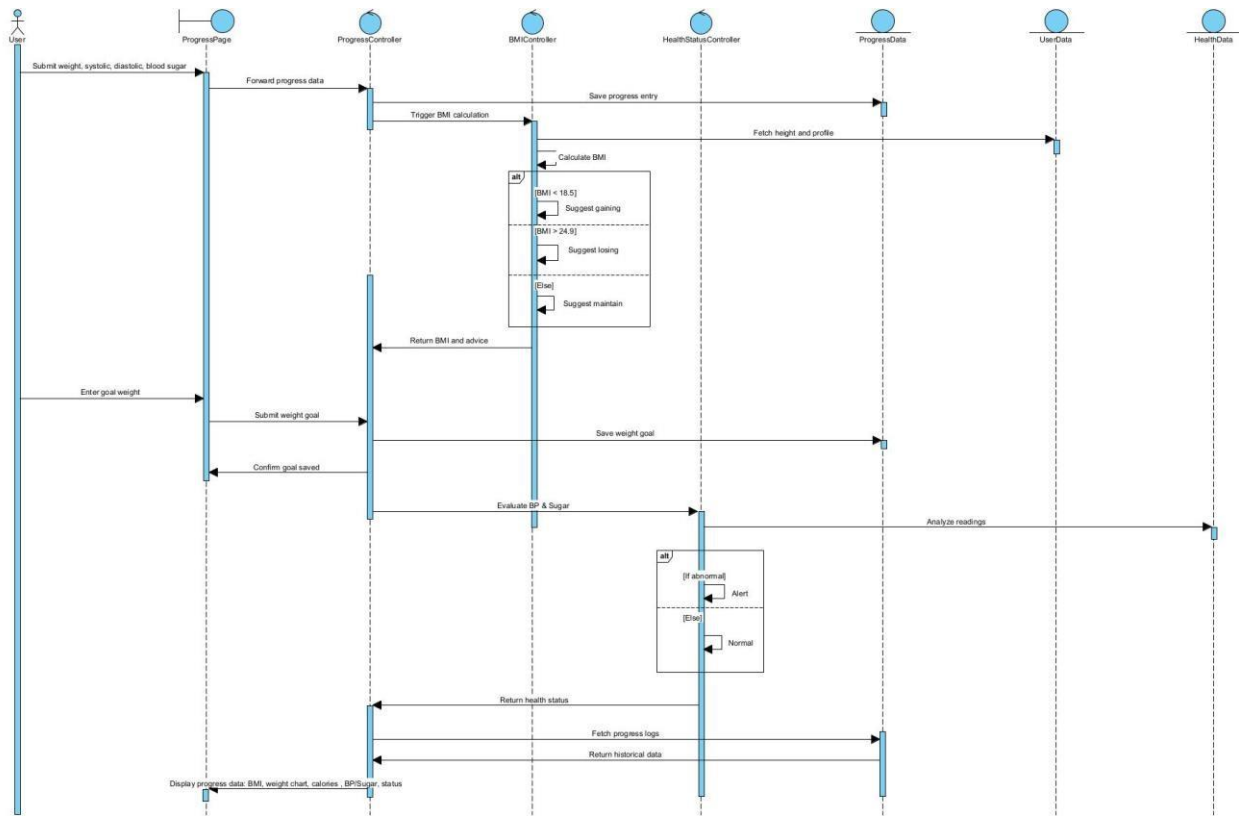 User
ProgressPage
ProgressController
BMIController
HealthStatusController
ProgressData
UserData
HealthData
Submit weight, systolic, diastolic, blood sugar
Forward progress data
Save progress entry
Trigger BMI calculation
Fetch height and profile
Calculate BMI
alt
[BMI < 18.5]
Suggest gaining
[BMI > 24.9]
Suggest losing
[Else]
Suggest maintain
Return BMI and advice
Enter goal weight
Submit weight goal
Save weight goal
Confirm goal saved
Evaluate BP & Sugar
Analyze readings
alt
[If abnormal]
Alert
[Else]
Normal
Return health status
Fetch progress logs
Return historical data
Display progress data: BMI, weight chart, calories , BP/Sugar, status